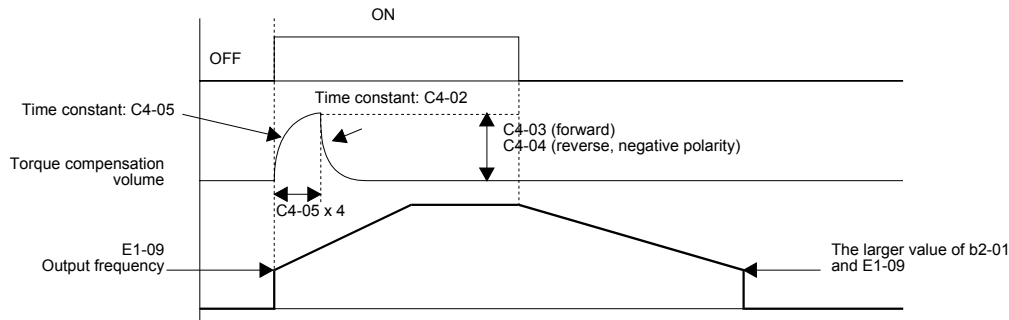 ON
OFF
Time constant: C4-05
Time constant: C4-02
C4-03 (forward)
C4-04 (reverse, negative polarity)
Torque compensation
volume
C4-05 x 4
E1-09
Output frequency
The larger value of b2-01
and E1-09